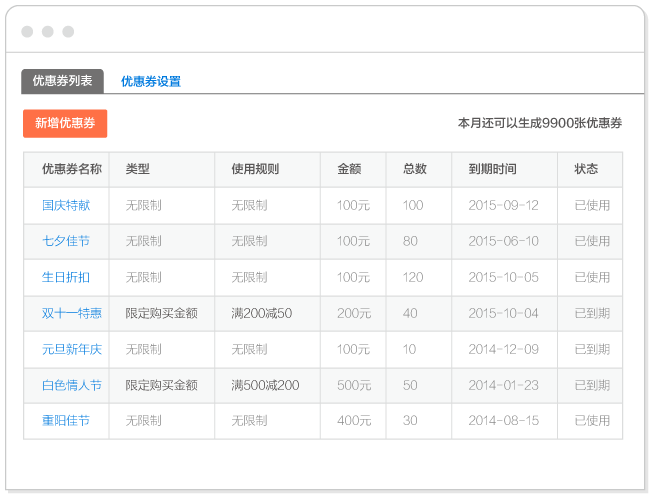 优惠券列表 优惠券设置
新增优惠券 本月还可以生成9900张优惠券
优惠券名称 类型 使用规则 金额 总数 到期时间 状态
国庆特献 无限制 无限制 100元 100 2015-09-12 已使用
七夕佳节 无限制 无限制 100元 80 2015-06-10 已使用
生日折扣 无限制 无限制 100元 120 2015-10-05 已使用
双十一特惠 限定购买金额 满200减50 200元 40 2015-10-04 已到期
元旦新年庆 无限制 无限制 100元 10 2014-12-09 已到期
白色情人节 限定购买金额 满500减200 500元 50 2014-01-23 已到期
重阳佳节 无限制 无限制 400元 30 2014-08-15 已使用